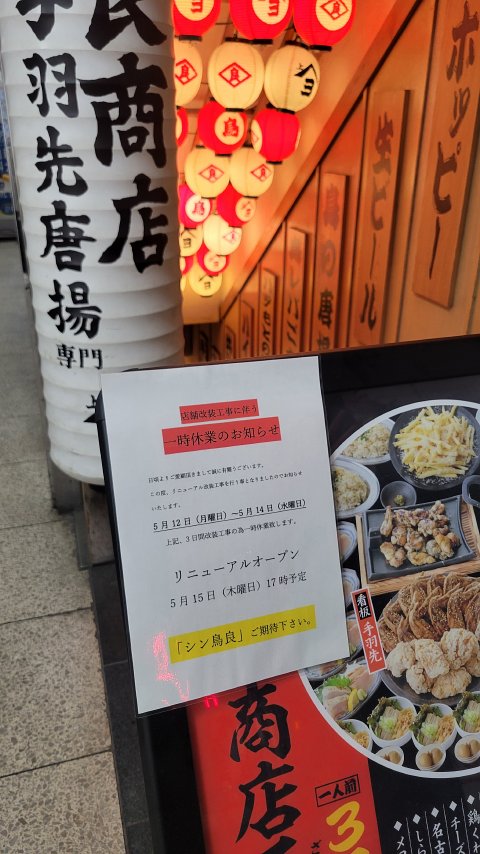 良商店
手羽先唐揚
専門
ホッピー
生ビール
良
鳥
店舗改装工事に伴う
一時休業のお知らせ
日頃よりご愛顧頂きまして誠に有難うございます。
この度、リニューアル改装工事を行う事となりましたのでお知らせ
いたします。
5月12日（月曜日）～5月14日（水曜日）
上記、3日間改装工事の為一時休業致します。
リニューアルオープン
5月15日（木曜日）17時予定
「シン鳥良」ご期待下さい。
看板
手羽先
商店
一人前
3